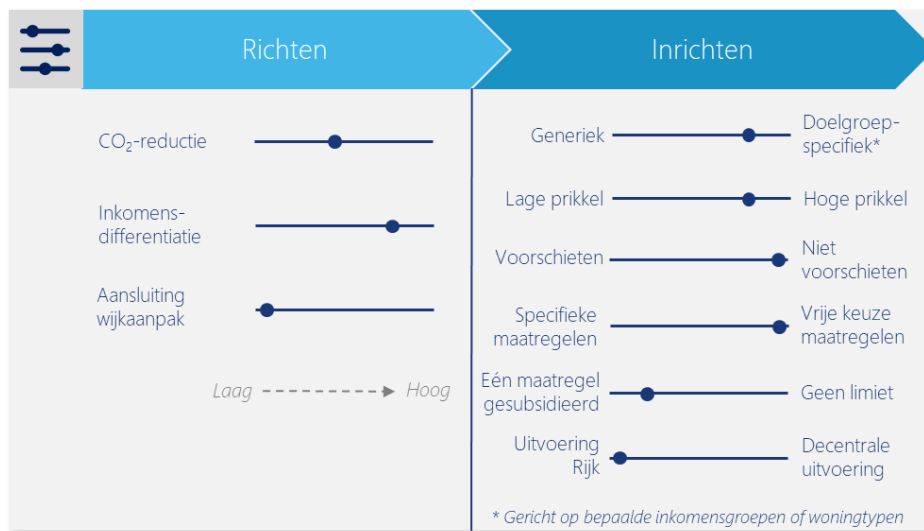 Richten
Inrichten
CO₂-reductie
Inkomens-
differentiatie
Aansluiting
wijkaanpak
Laag
Hoog
Generiek
Doelgroep-
specifiek*
Lage prikkel
Hoge prikkel
Voorschieten
Niet
voorschieten
Specifieke
maatregelen
Vrije keuze
maatregelen
Eén maatregel
gesubsidieerd
Geen limiet
Uitvoering
Rijk
Decentrale
uitvoering
* Gericht op bepaalde inkomensgroepen of woningtypen